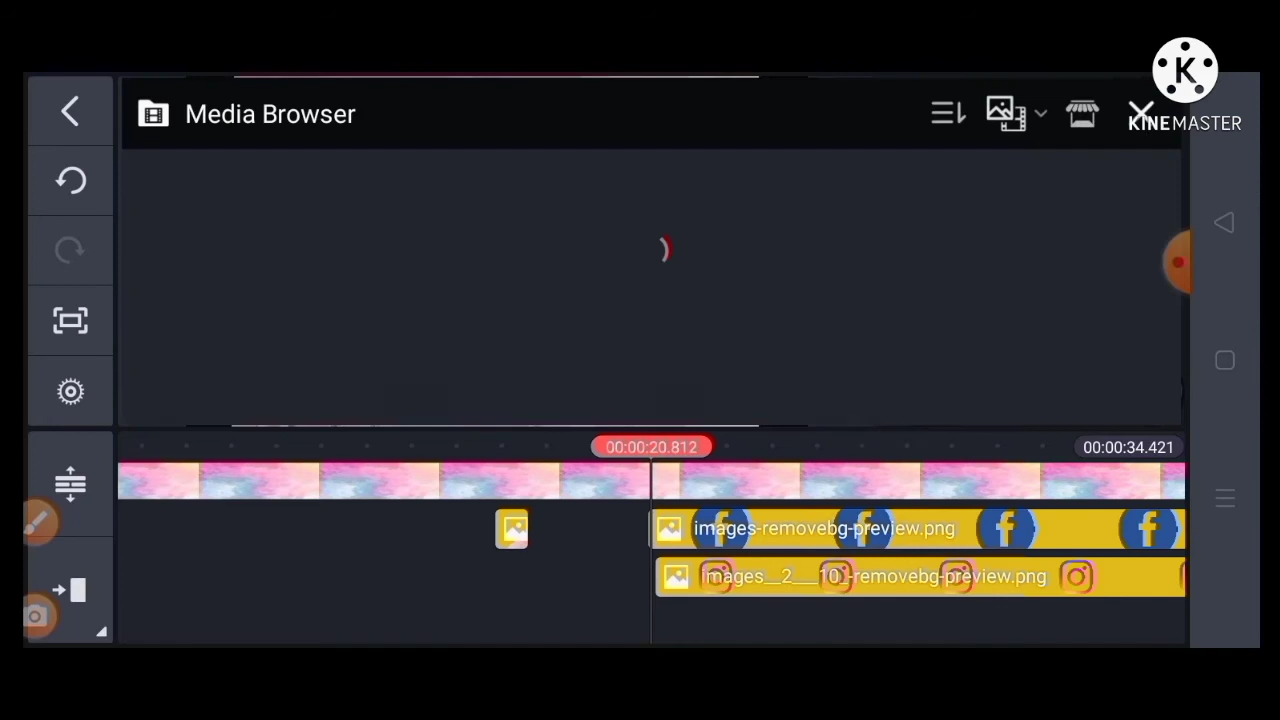 Media Browser
K
KINEMASTER
00:00:20.812
00:00:34.421
images-removebg-preview.png
images__2___10_-removebg-preview.png